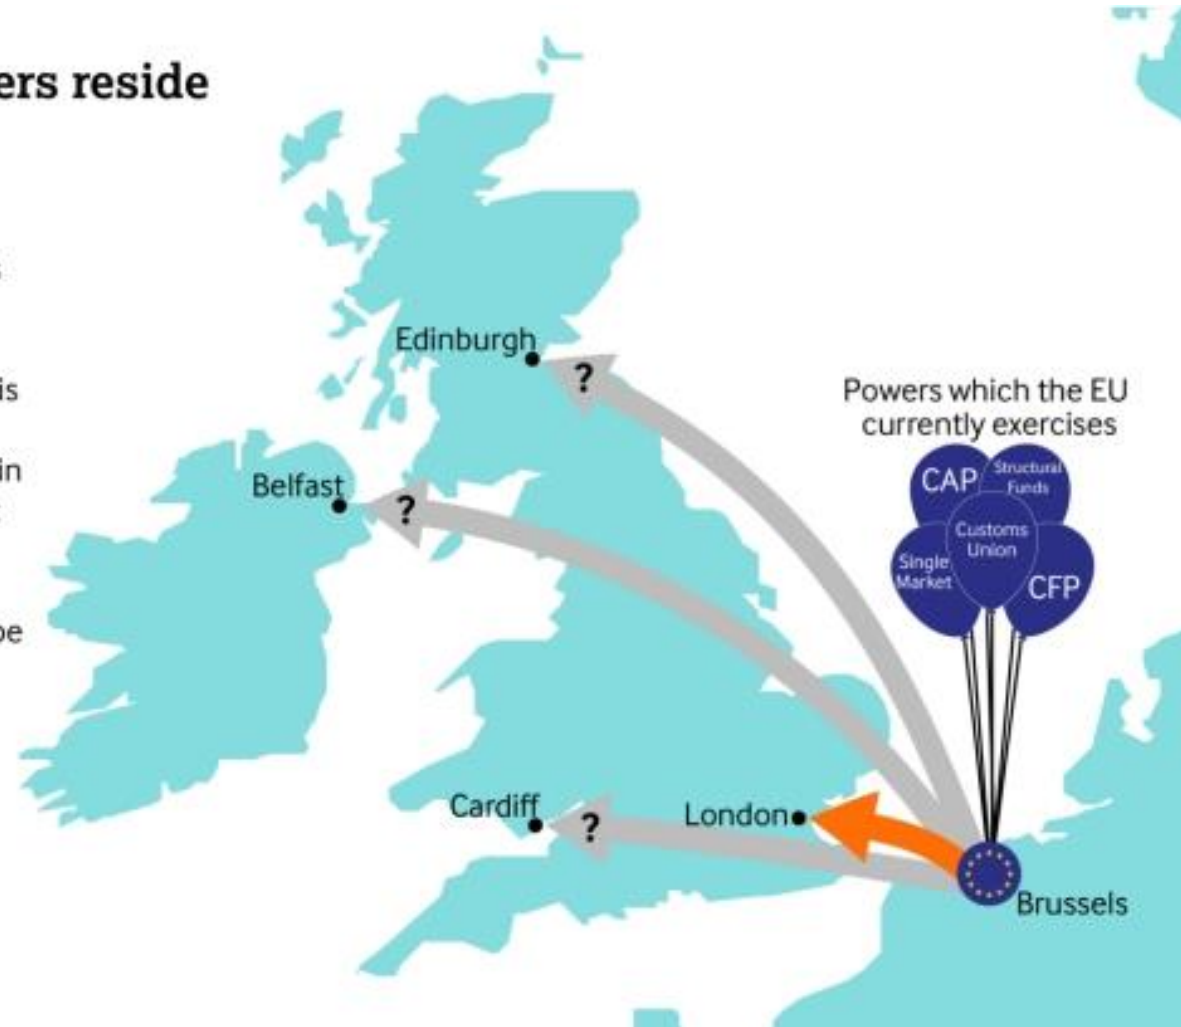 ers reside
s
is
in
be
Edinburgh
?
Powers which the EU
currently exercises
CAP
Structural
Funds
Customs
Union
Single
Market
CFP
Belfast
?
Cardiff
?
London
Brussels